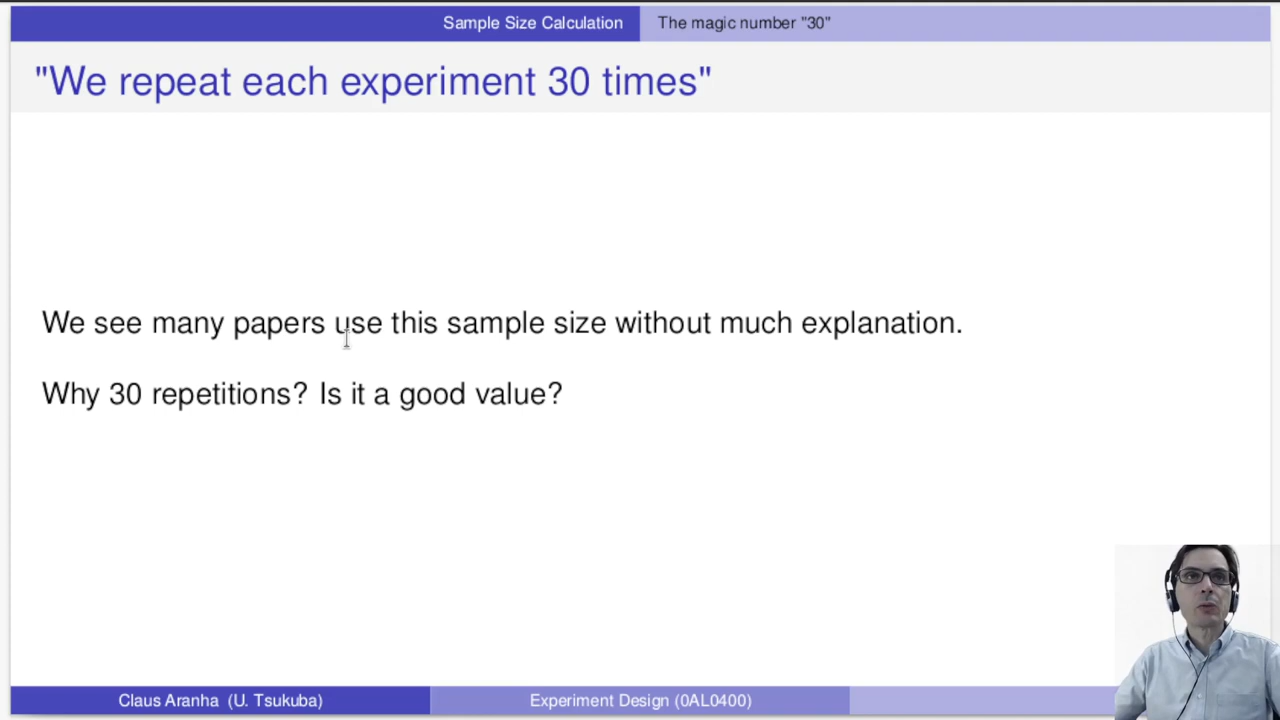 Sample Size Calculation
The magic number "30"
"We repeat each experiment 30 times"
We see many papers use this sample size without much explanation.
Why 30 repetitions? Is it a good value?
Claus Aranha (U. Tsukuba)
Experiment Design (0AL0400)